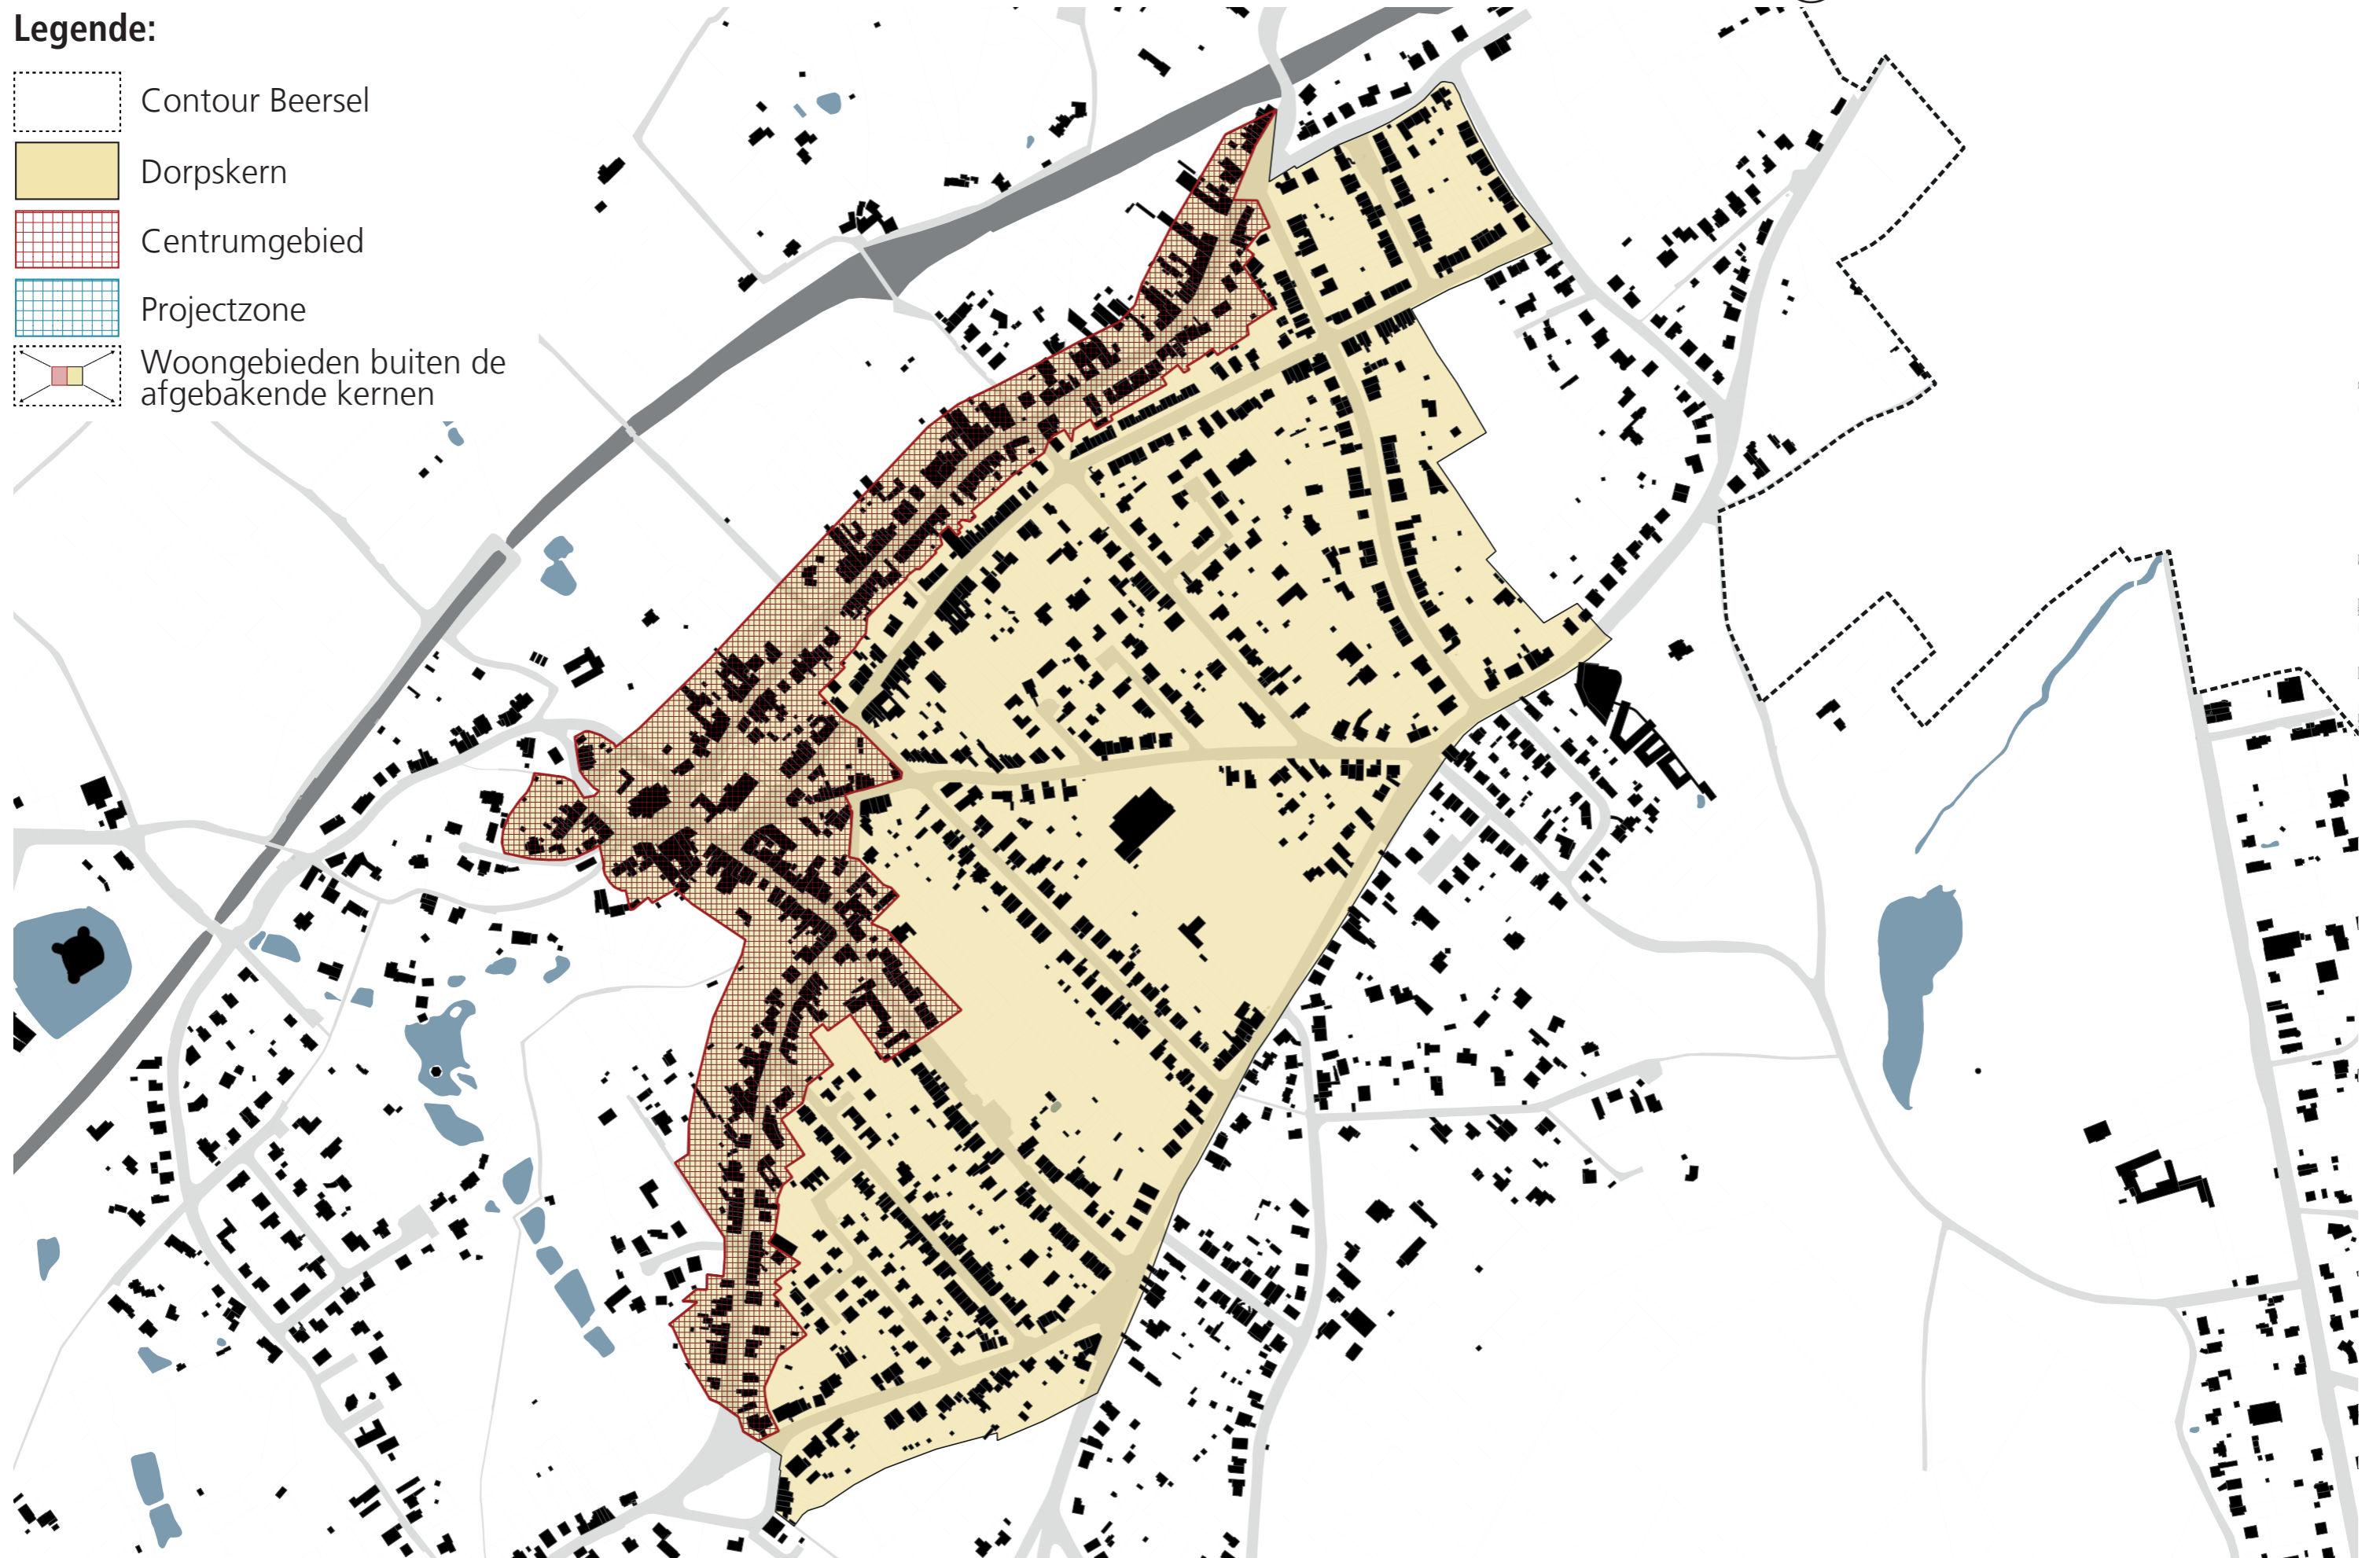 Legende:
Contour Beersel
Dorpskern
Centrumgebied
Projectzone
Woongebieden buiten de
afgebakende kernen